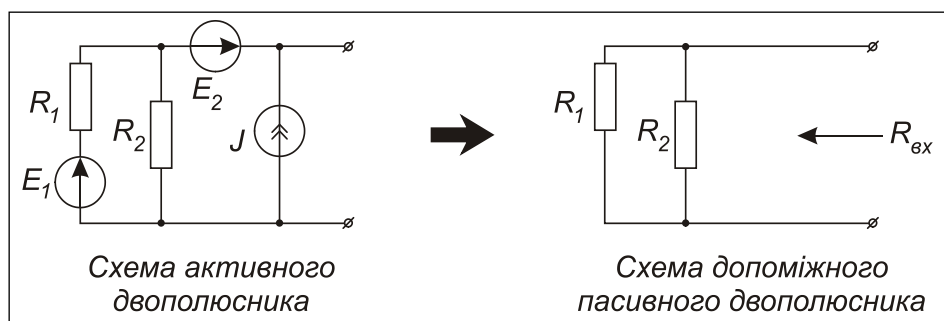 R1
E1
R2
E2
J
Схема активного
двополюсника
R1
R2
Rвх
Схема допоміжного
пасивного двополюсника